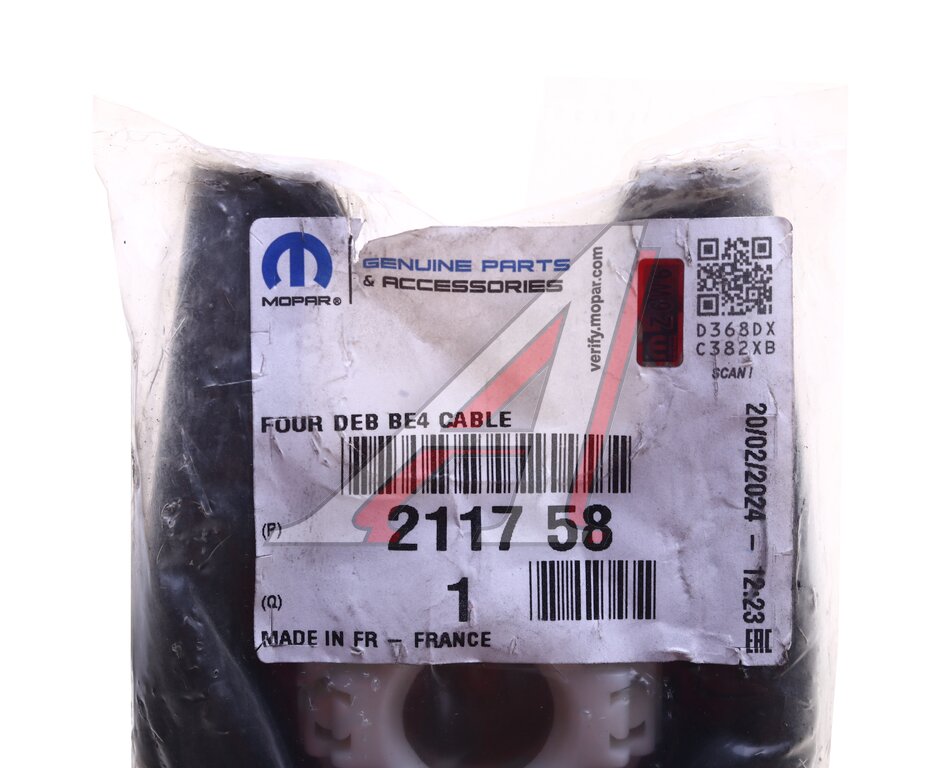 MOPAR®
GENUINE PARTS
& ACCESSORIES
verify.mopar.com
D368DX
C382XB
SCAN!
FOUR DEB BE4 CABLE
(P)
2117 58
(Q)
1
MADE IN FR - FRANCE
20/02/2024 - 12:23
EAC